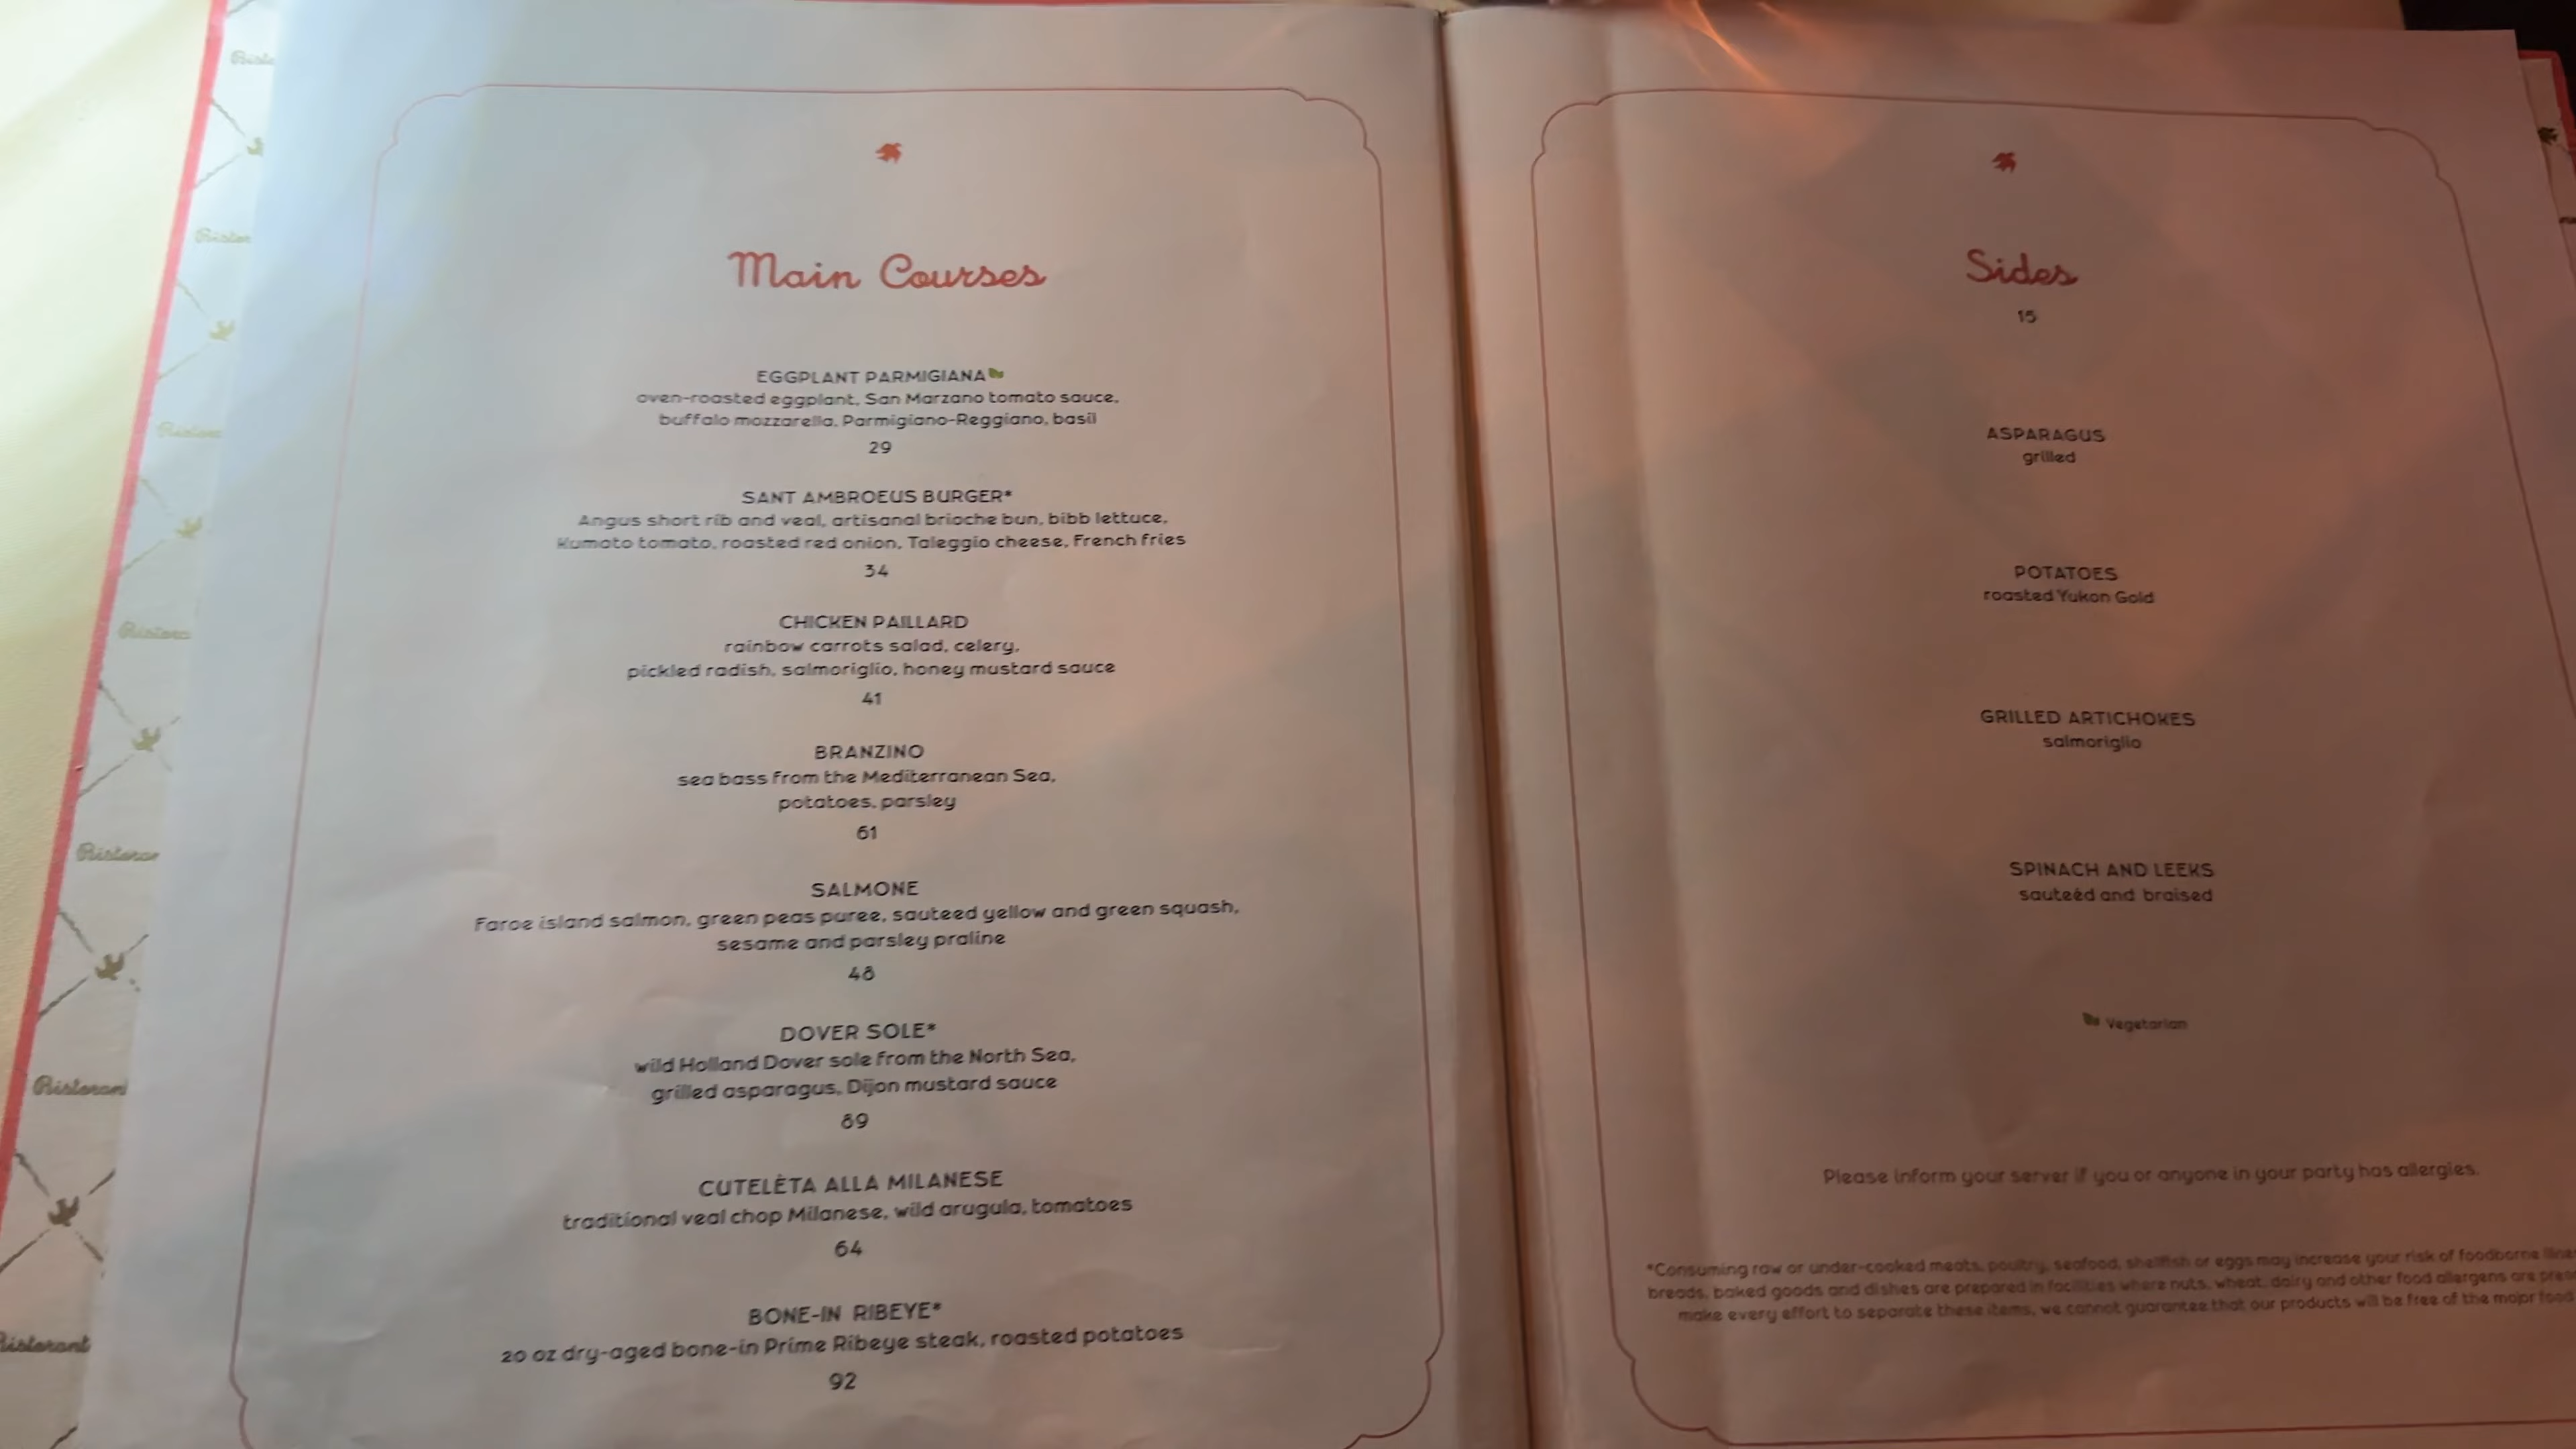 Main Courses
EGGPLANT PARMIGIANA
oven-roasted eggplant, San Marzano tomato sauce,
buffalo mozzarella, Parmigiano-Reggiano, basil
29
SANT AMBROEUS BURGER*
Angus short rib and veal, artisanal brioche bun, bibb lettuce,
Kumato tomato, roasted red onion, Taleggio cheese, French fries
34
CHICKEN PAILLARD
rainbow carrots salad, celery,
pickled radish, salmoriglio, honey mustard sauce
41
BRANZINO
sea bass from the Mediterranean Sea,
potatoes, parsley
61
SALMONE
Faroe island salmon, green peas puree, sauteed yellow and green squash,
sesame and parsley praline
48
DOVER SOLE*
wild Holland Dover sole from the North Sea,
grilled asparagus, Dijon mustard sauce
89
CUTELÈTA ALLA MILANESE
traditional veal chop Milanese, wild arugula, tomatoes
64
BONE-IN RIBEYE*
20 oz dry-aged bone-in Prime Ribeye steak, roasted potatoes
92
Sides
15
ASPARAGUS
grilled
POTATOES
roasted Yukon Gold
GRILLED ARTICHOKES
salmoriglio
SPINACH AND LEEKS
sauteéd and braised
Vegetarian
Please inform your server if you or anyone in your party has allergies.
*Consuming raw or under-cooked meats, poultry, seafood, shellfish or eggs may increase your risk of foodborne
breads, baked goods and dishes are prepared in facilities where nuts, wheat, dairy and other food allergens are
make every effort to separate these items, we cannot guarantee that our products will be free of the major food